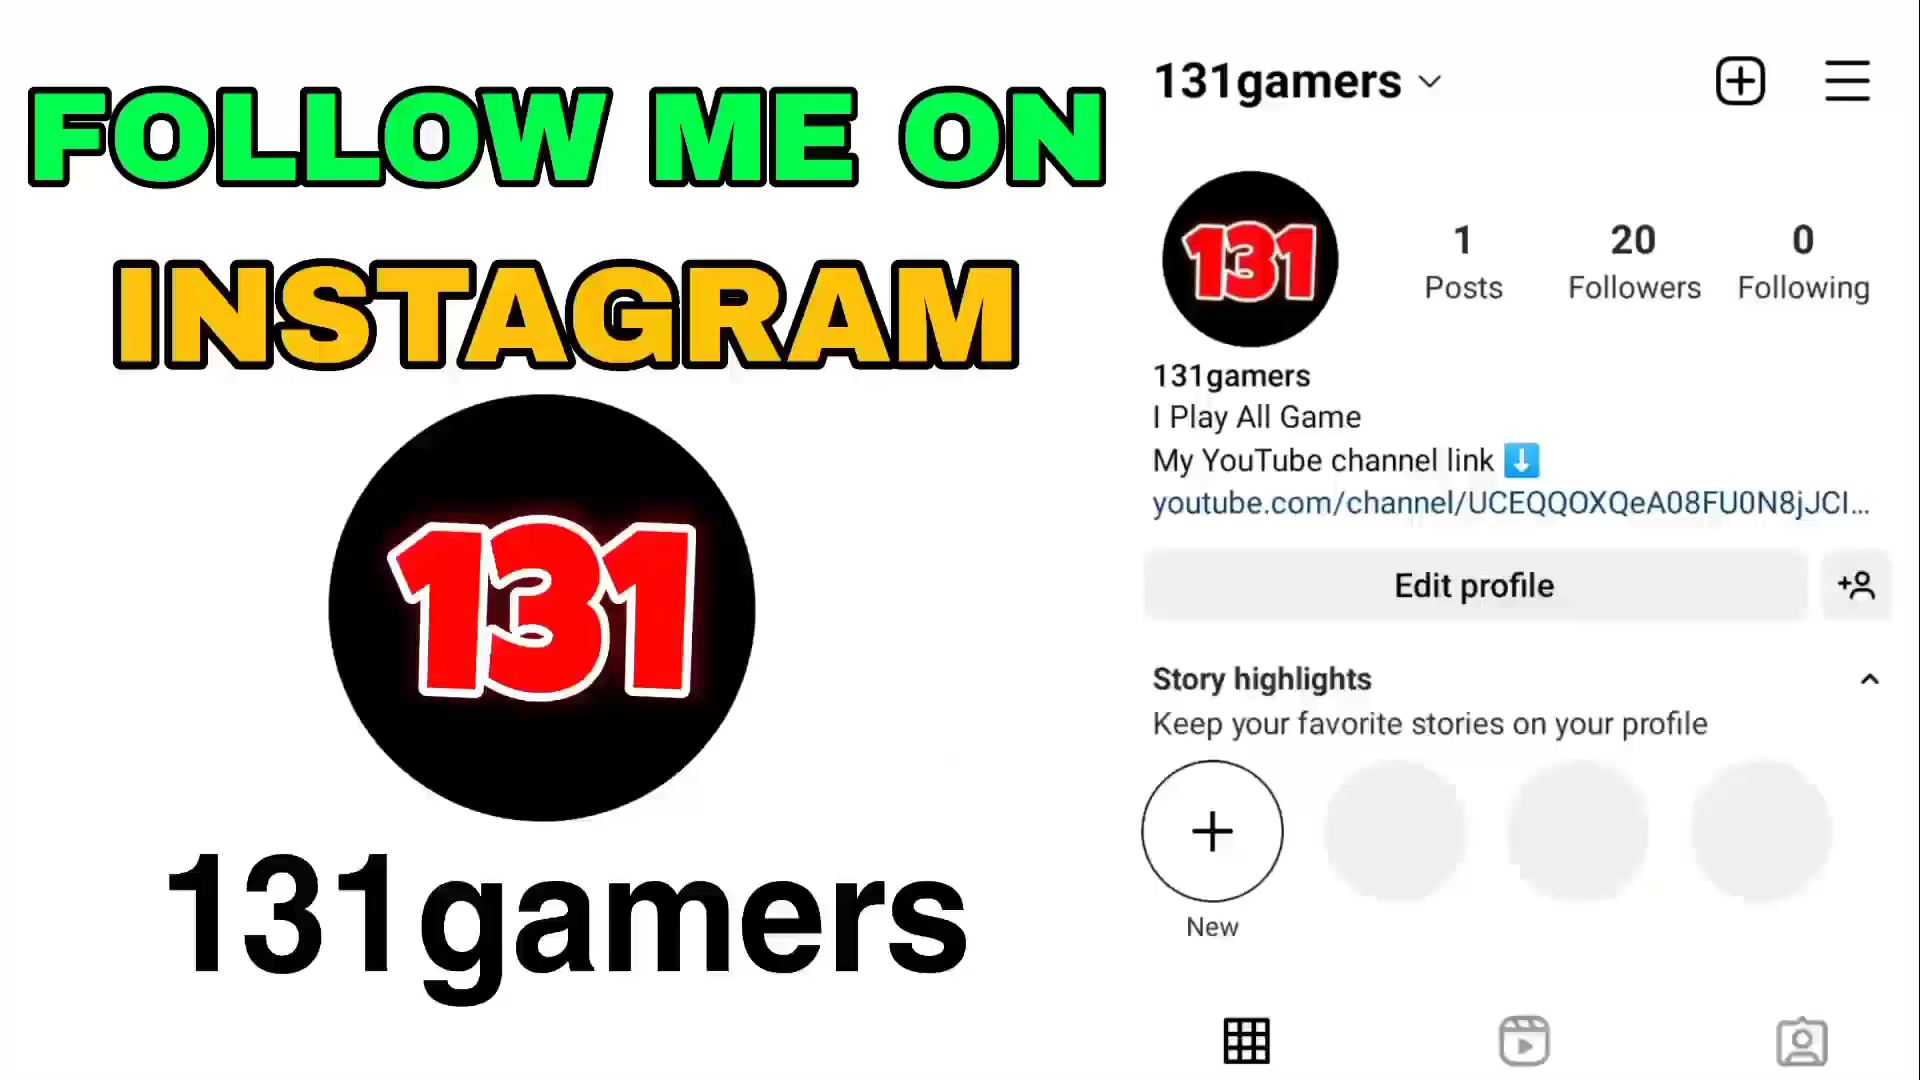 FOLLOW ME ON
INSTAGRAM
131
131gamers
131gamers
131
1
Posts
20
Followers
0
Following
131gamers
I Play All Game
My YouTube channel link ⬇️
youtube.com/channel/UCEQQOXQeA08FU0N8jJCI...
Edit profile
Story highlights
Keep your favorite stories on your profile
New